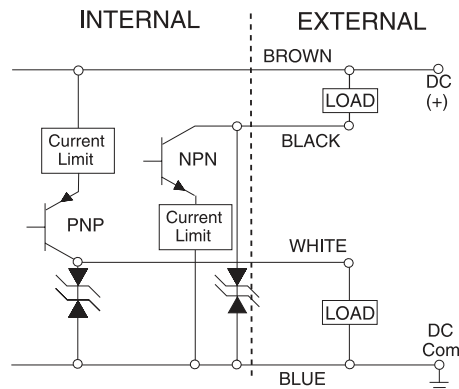 INTERNAL
EXTERNAL
BROWN
DC
(+)
LOAD
Current
Limit
NPN
BLACK
PNP
Current
Limit
WHITE
LOAD
DC
Com
BLUE